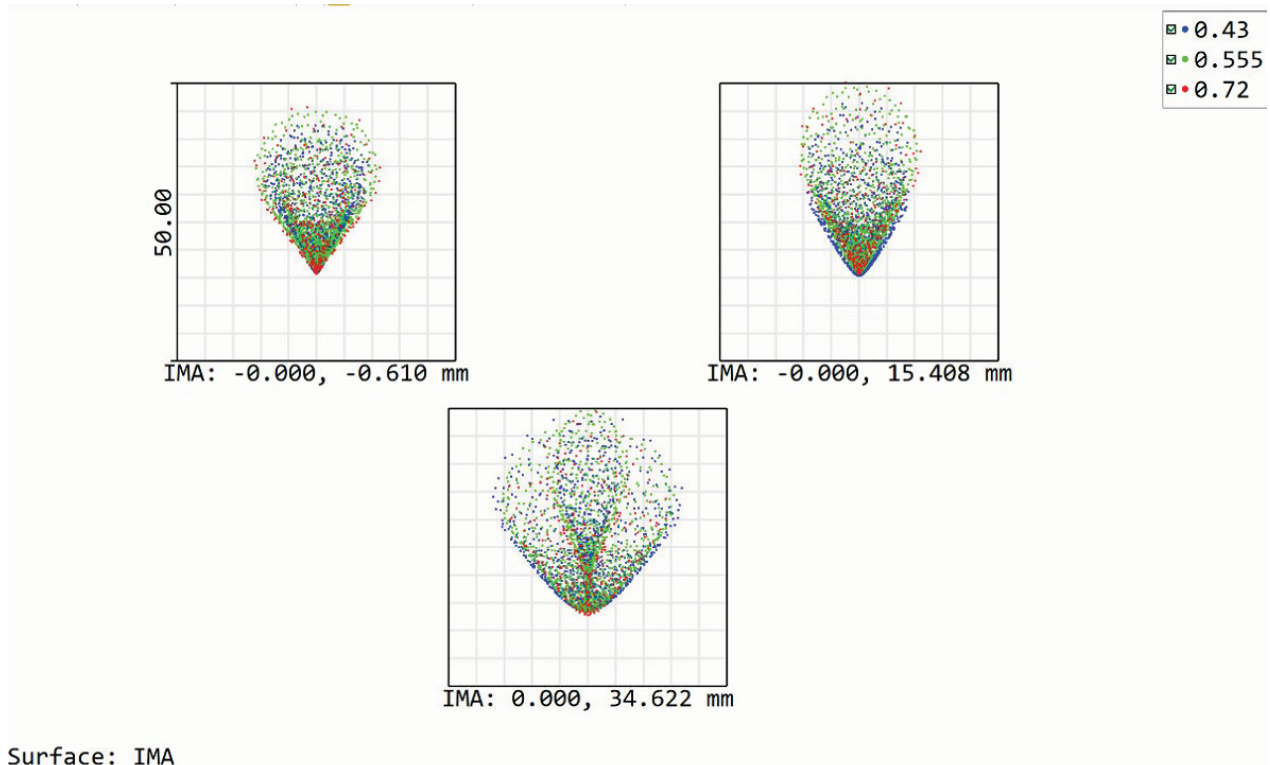 0.43
0.555
0.72
50.00
IMA: -0.000, -0.610 mm
IMA: -0.000, 15.408 mm
IMA: 0.000, 34.622 mm
Surface: IMA